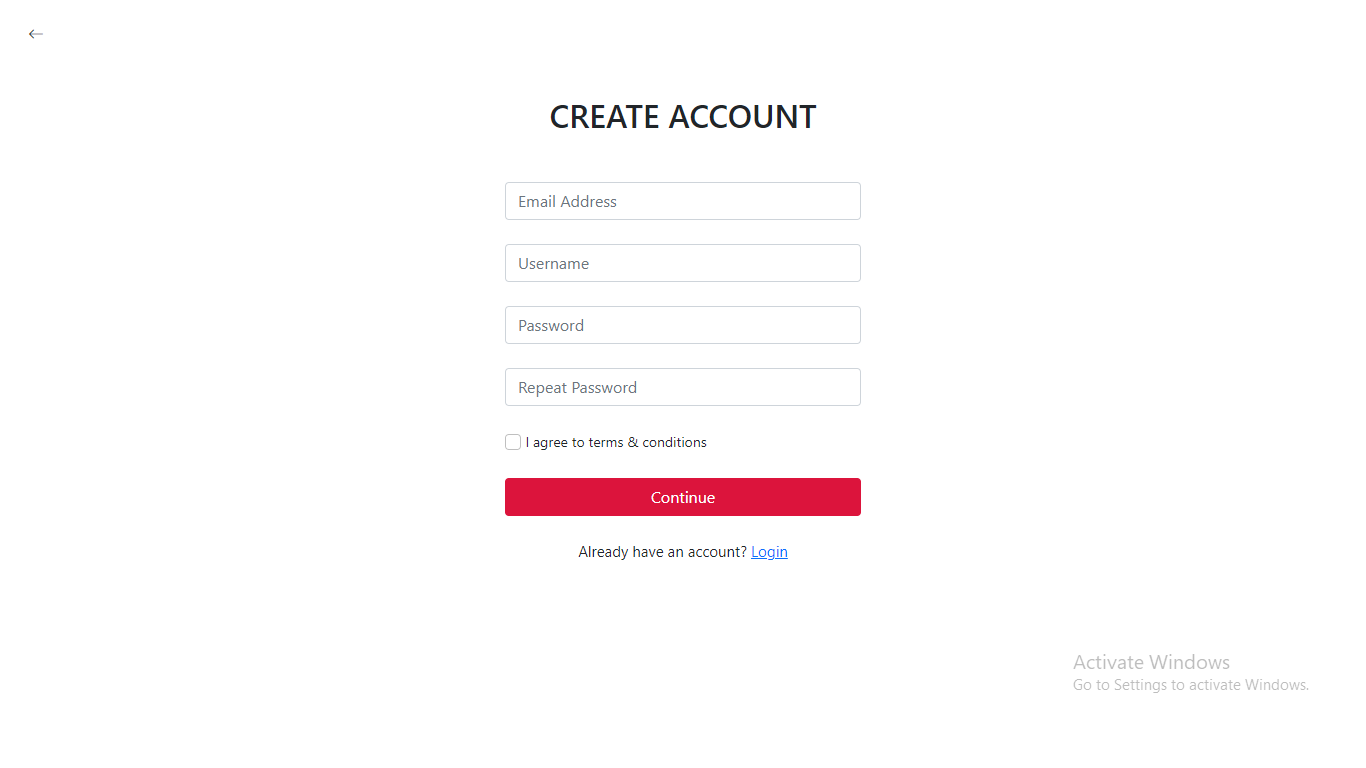 CREATE ACCOUNT
Email Address
Username
Password
Repeat Password
I agree to terms & conditions
Continue
Already have an account? Login
Activate Windows
Go to Settings to activate Windows.